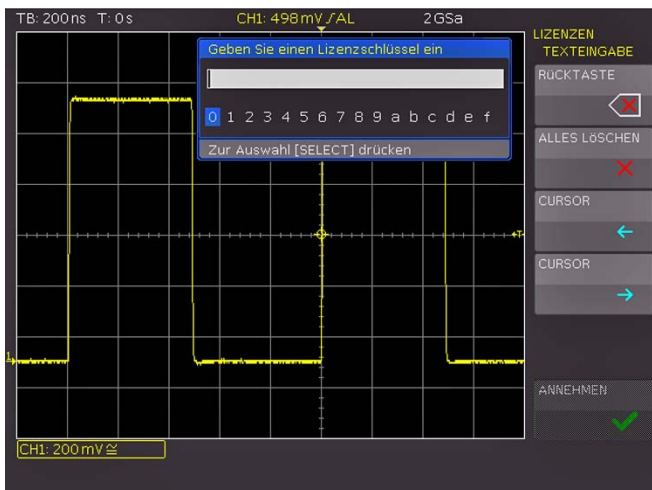 TB: 200ns T: 0s CH1: 498mV ⎍/AL 2GSa
Geben Sie einen Lizenzschlüssel ein
0 1 2 3 4 5 6 7 8 9 a b c d e f
Zur Auswahl [SELECT] drücken
LIZENZEN
TEXTEINGABE
RüCKTASTE
ALLES LöSCHEN
CURSOR
←
CURSOR
→
ANNEHMEN
T
1
CH1: 200mV≅